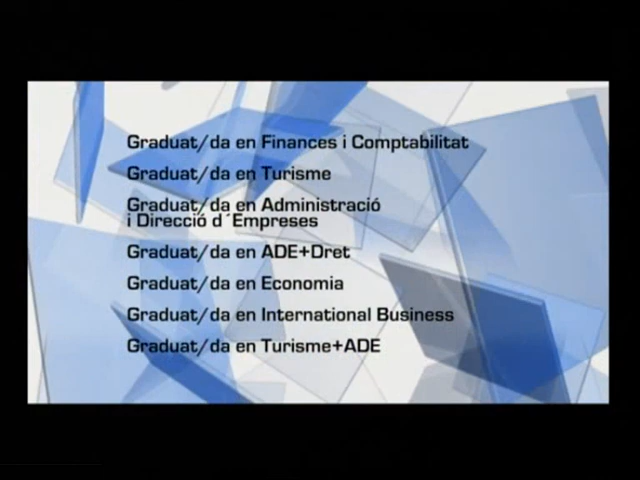 Graduat/da en Finances i Comptabilitat
Graduat/da en Turisme
Graduat/da en Administració
i Direcció d´Empreses
Graduat/da en ADE+Dret
Graduat/da en Economia
Graduat/da en International Business
Graduat/da en Turisme+ADE